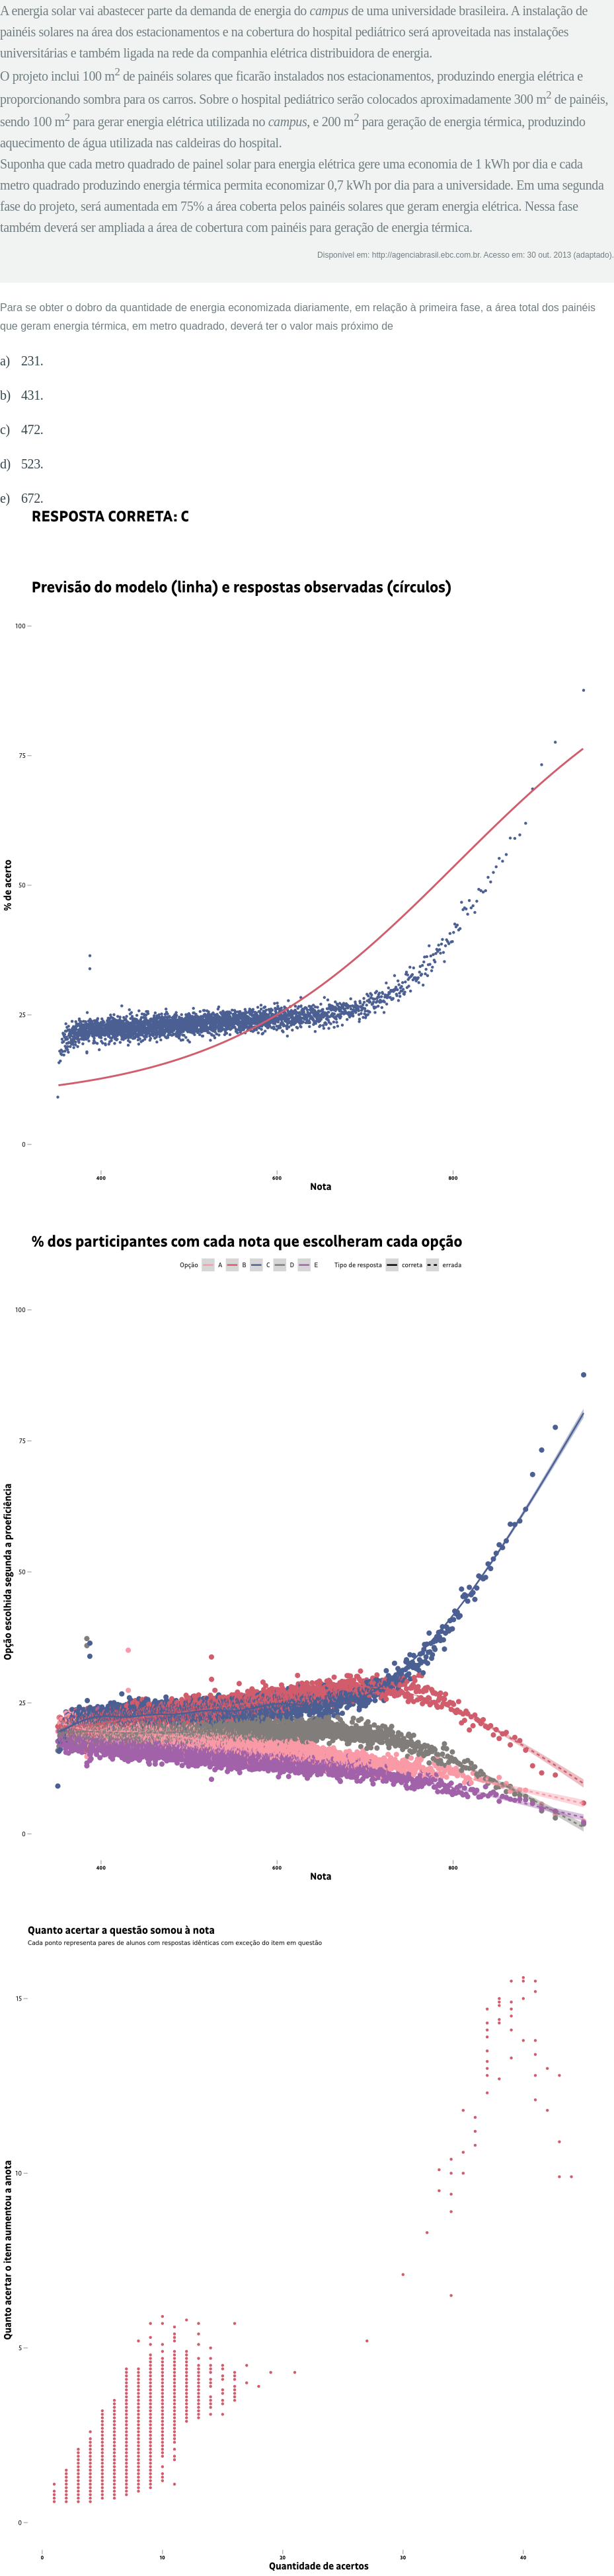 A energia solar vai abastecer parte da demanda de energia do campus de uma universidade brasileira. A instalação de
painéis solares na área dos estacionamentos e na cobertura do hospital pediátrico será aproveitada nas instalações
universitárias e também ligada na rede da companhia elétrica distribuidora de energia.
O projeto inclui 100 m² de painéis solares que ficarão instalados nos estacionamentos, produzindo energia elétrica e
proporcionando sombra para os carros. Sobre o hospital pediátrico serão colocados aproximadamente 300 m² de painéis,
sendo 100 m² para gerar energia elétrica utilizada no campus, e 200 m² para geração de energia térmica, produzindo
aquecimento de água utilizada nas caldeiras do hospital.
Suponha que cada metro quadrado de painel solar para energia elétrica gere uma economia de 1 kWh por dia e cada
metro quadrado produzindo energia térmica permita economizar 0,7 kWh por dia para a universidade. Em uma segunda
fase do projeto, será aumentada em 75% a área coberta pelos painéis solares que geram energia elétrica. Nessa fase
também deverá ser ampliada a área de cobertura com painéis para geração de energia térmica.
Disponível em: http://agenciabrasil.ebc.com.br. Acesso em: 30 out. 2013 (adaptado).
Para se obter o dobro da quantidade de energia economizada diariamente, em relação à primeira fase, a área total dos painéis
que geram energia térmica, em metro quadrado, deverá ter o valor mais próximo de
a) 231.
b) 431.
c) 472.
d) 523.
e) 672.
RESPOSTA CORRETA: C
Previsão do modelo (linha) e respostas observadas (círculos)
100
75
50
25
0
% de acerto
400 600 800
Nota
% dos participantes com cada nota que escolheram cada opção
Opção A B C D E Tipo de resposta correta errada
100
75
50
25
0
Opção escolhida segunda a proeficiência
400 600 800
Nota
Quanto acertar a questão somou à nota
Cada ponto representa pares de alunos com respostas idênticas com exceção do item em questão
15
10
5
0
Quanto acertar o item aumentou a anota
0 10 20 30 40
Quantidade de acertos